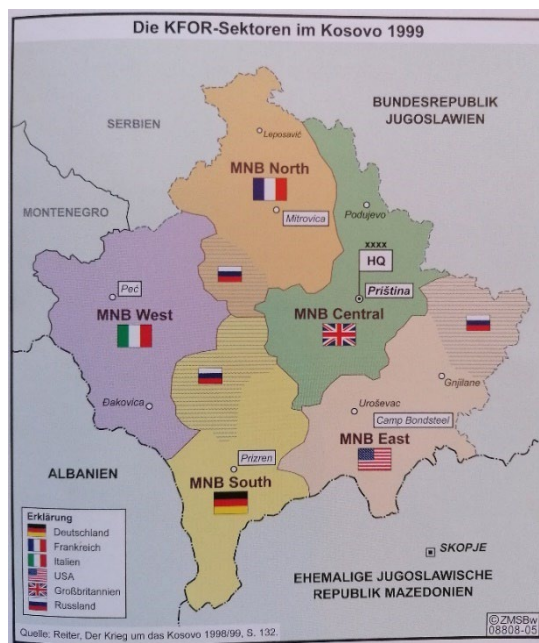 Die KFOR-Sektoren im Kosovo 1999
BUNDESREPUBLIK
JUGOSLAWIEN
SERBIEN
Leposavić
MNB North
MONTENEGRO
Mitrovica
Podujevo
xxxx
HQ
Priština
Peć
MNB West
MNB Central
Gnjilane
Đakovica
Uroševac
Camp Bondsteel
MNB East
ALBANIEN
Prizren
MNB South
Erklärung
Deutschland
Frankreich
Italien
USA
Großbritannien
Russland
SKOPJE
EHEMALIGE JUGOSLAWISCHE
REPUBLIK MAZEDONIEN
Quelle: Reiter, Der Krieg um das Kosovo 1998/99, S. 132.
©ZMSBw
08808-05